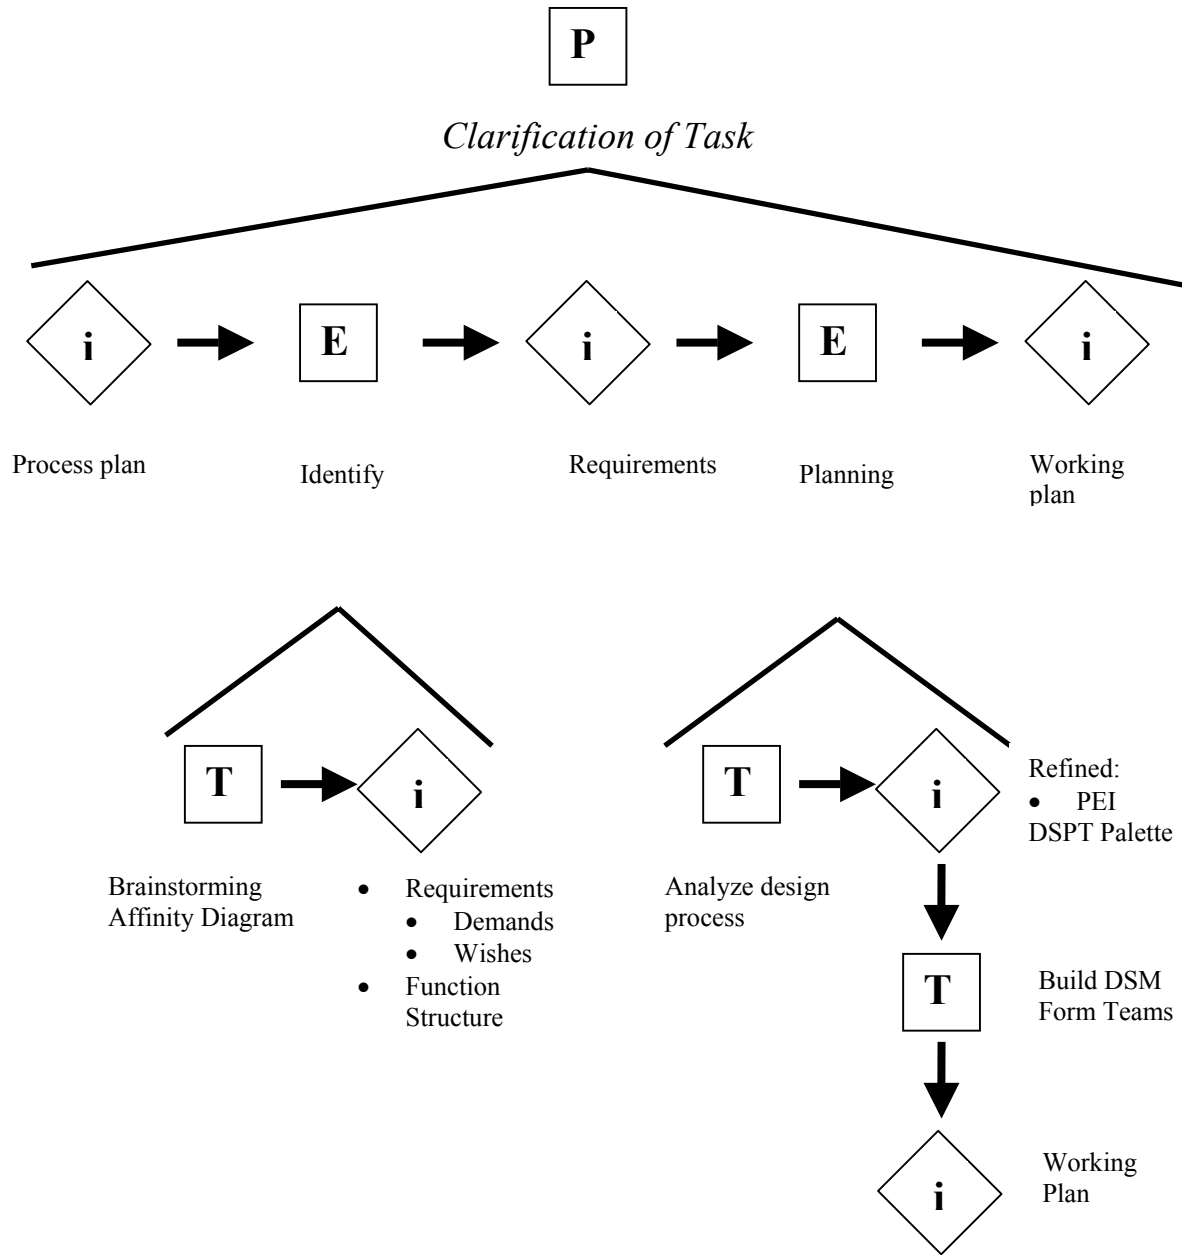 P
Clarification of Task
i
E
i
E
i
Process plan
Identify
Requirements
Planning
Working
plan
T
i
Brainstorming
Affinity Diagram
• Requirements
• Demands
• Wishes
• Function
Structure
T
i
Refined:
• PEI
DSPT Palette
Analyze design
process
T
Build DSM
Form Teams
i
Working
Plan